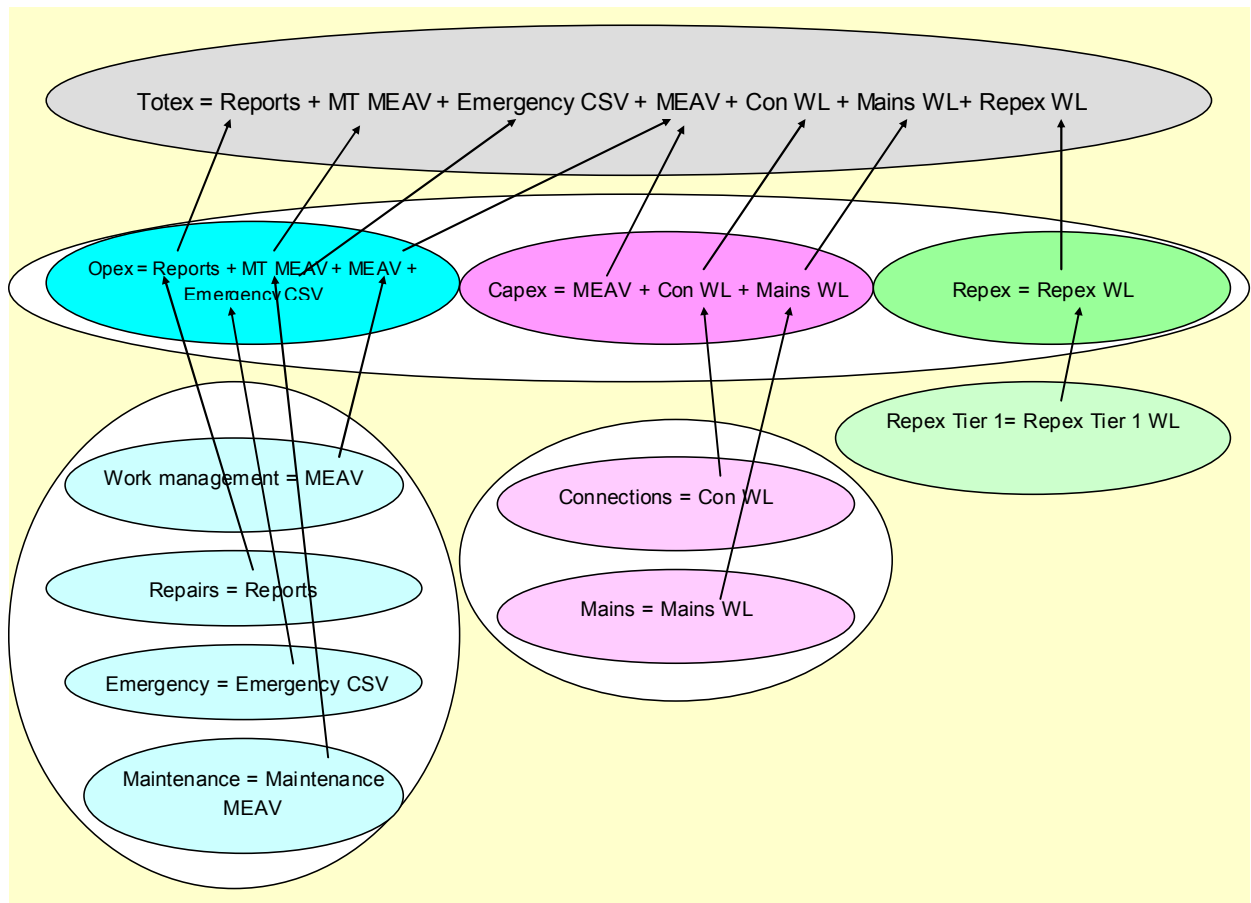 Totex = Reports + MT MEAV + Emergency CSV + MEAV + Con WL + Mains WL+ Repex WL
Opex = Reports + MT MEAV + MEAV +
Emergency CSV
Capex = MEAV + Con WL + Mains WL
Repex = Repex WL
Repex Tier 1= Repex Tier 1 WL
Work management = MEAV
Repairs = Reports
Emergency = Emergency CSV
Maintenance = Maintenance
MEAV
Connections = Con WL
Mains = Mains WL